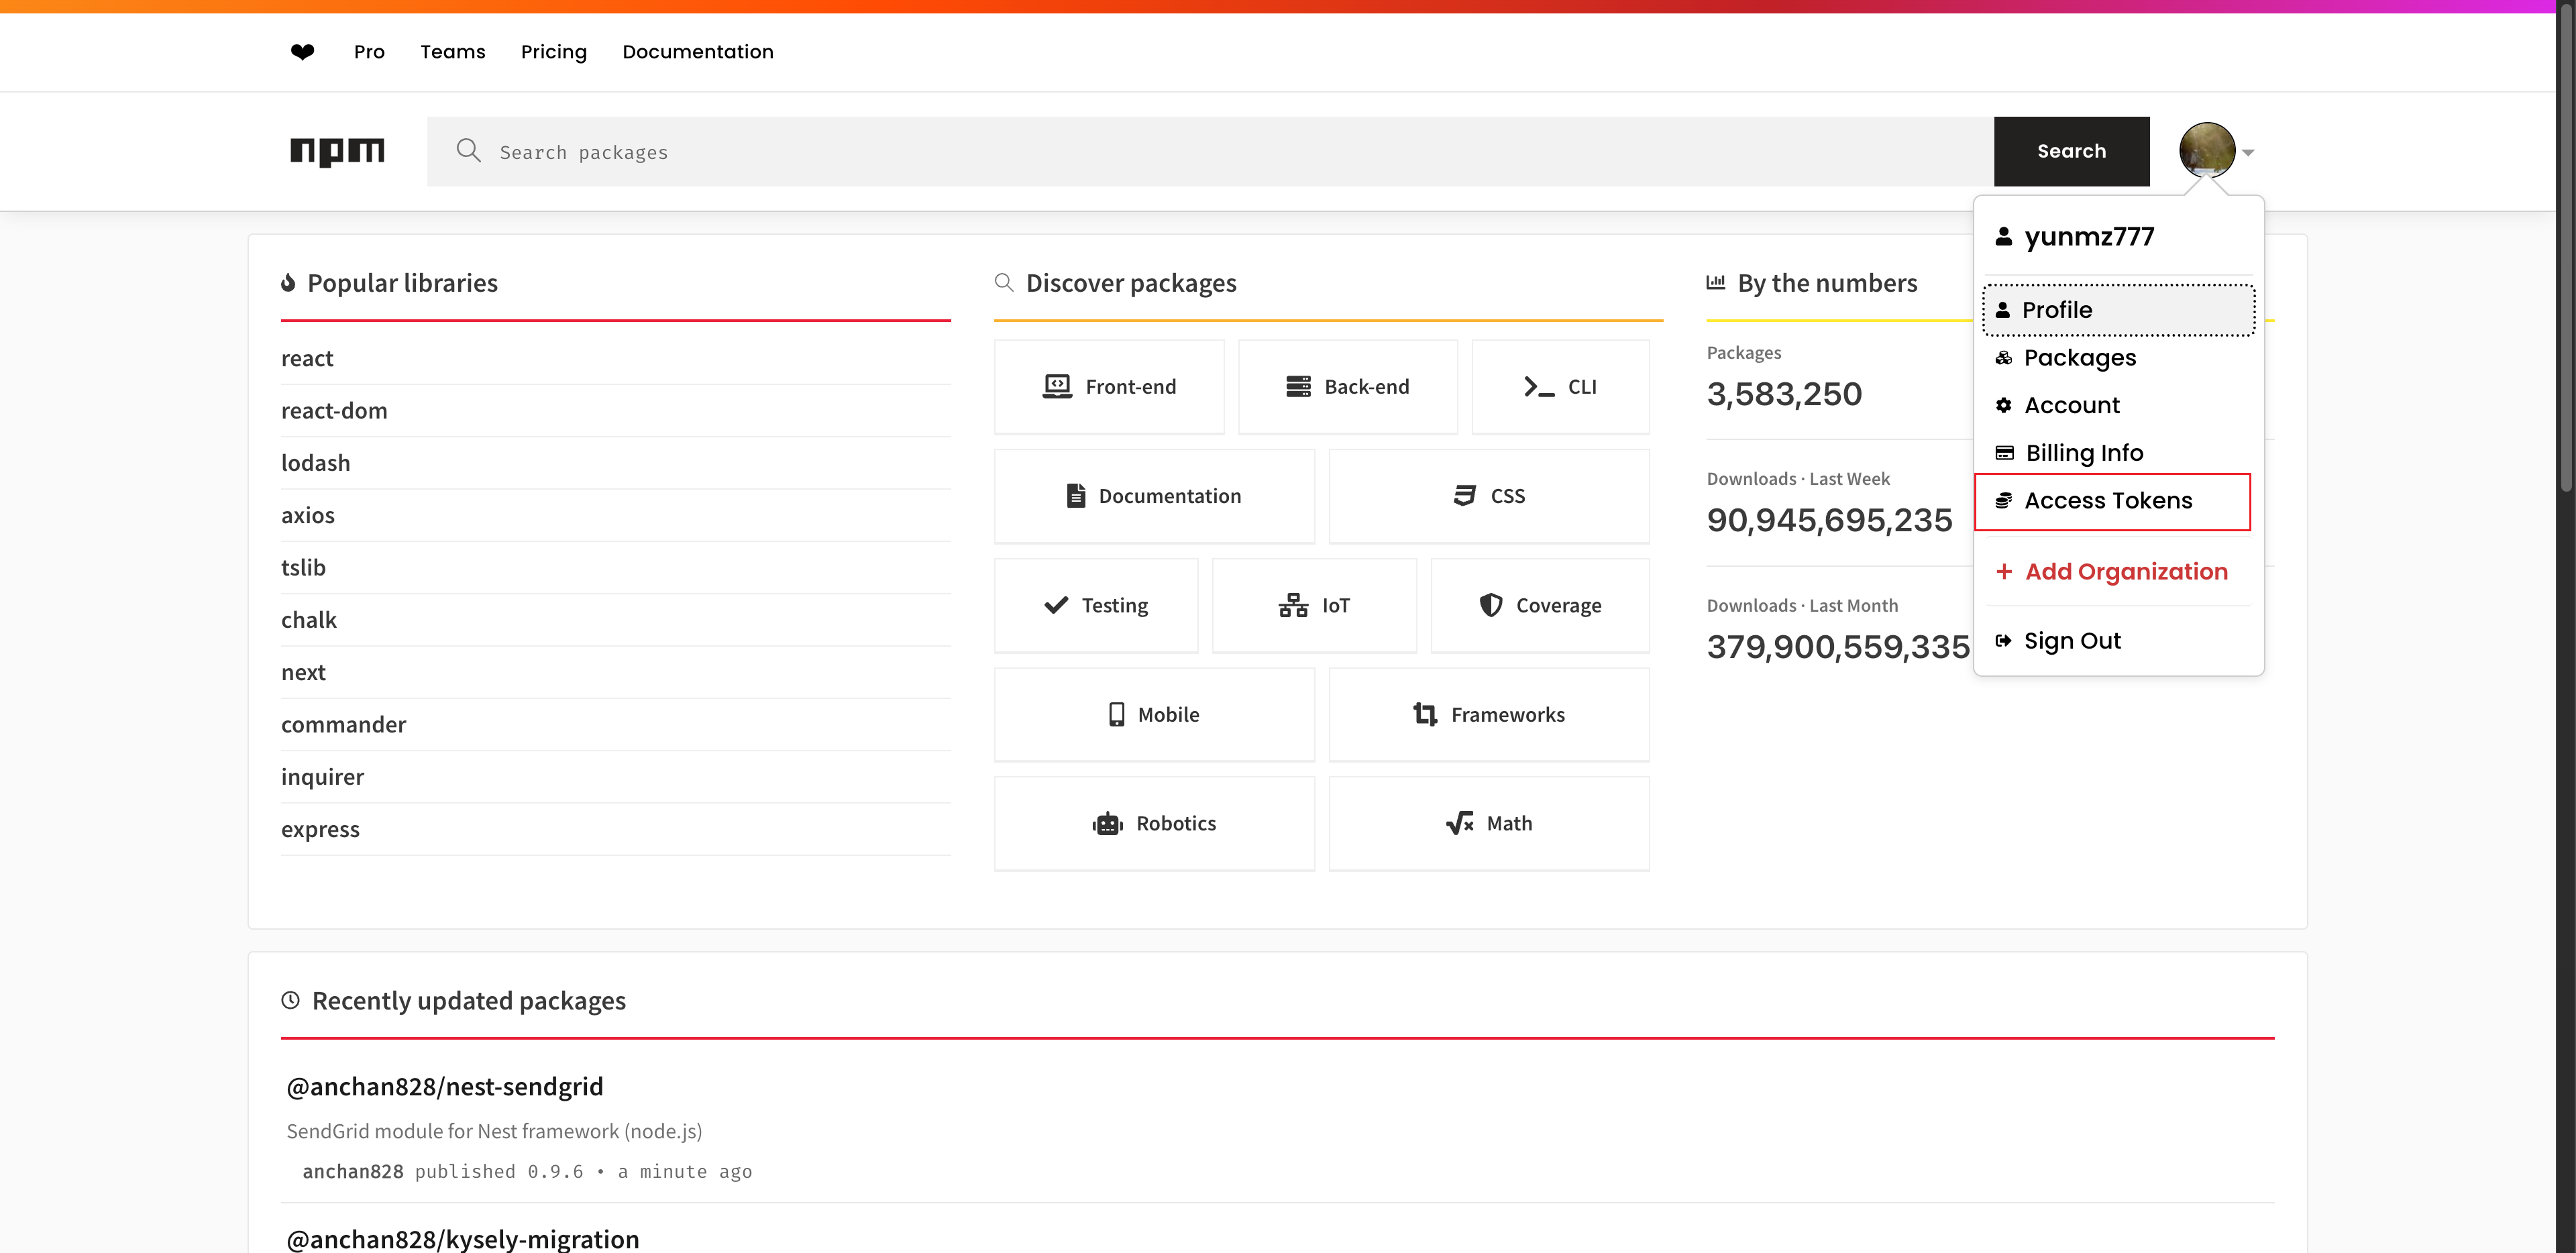 Pro Teams Pricing Documentation
npm Search packages Search
yunmz777
Profile
Packages
Account
Billing Info
Access Tokens
Add Organization
Sign Out
Popular libraries
react
react-dom
lodash
axios
tslib
chalk
next
commander
inquirer
express
Discover packages
Front-end Back-end CLI
Documentation CSS
Testing IoT Coverage
Mobile Frameworks
Robotics Math
By the numbers
Packages
3,583,250
Downloads · Last Week
90,945,695,235
Downloads · Last Month
379,900,559,335
Recently updated packages
@anchan828/nest-sendgrid
SendGrid module for Nest framework (node.js)
anchan828 published 0.9.6 • a minute ago
@anchan828/kysely-migration